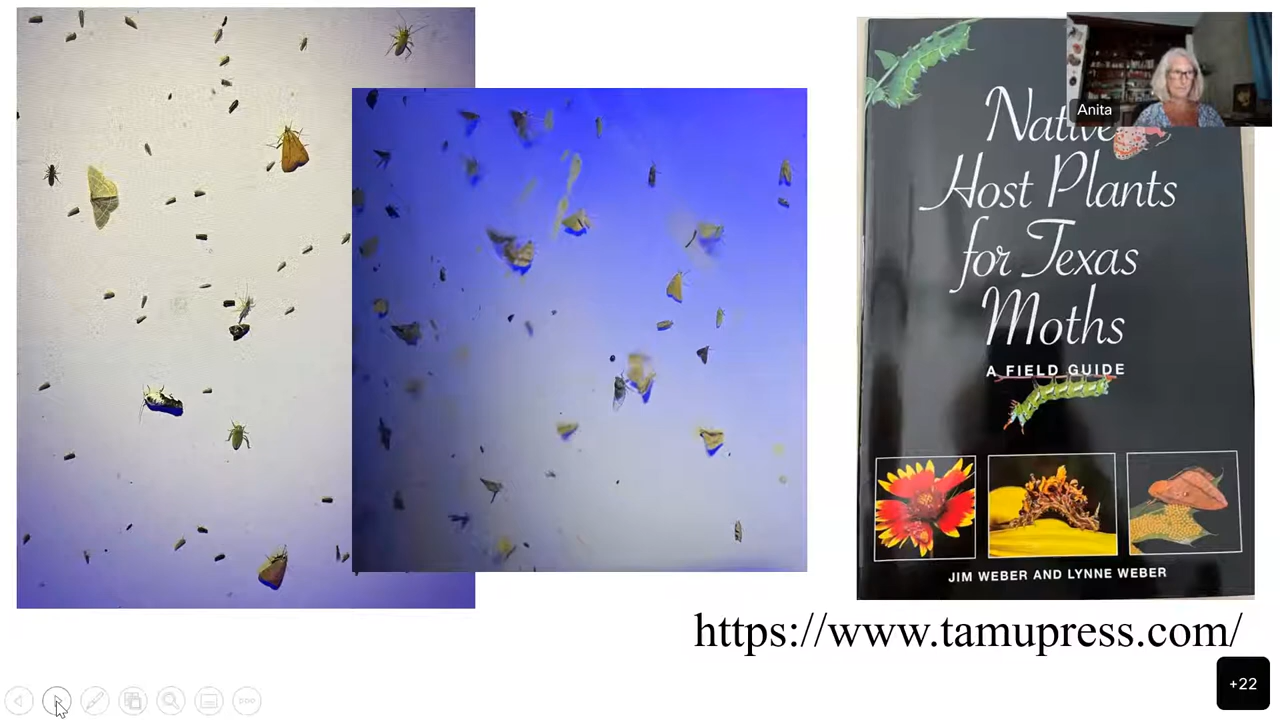 Anita
Native
Host Plants
for Texas
Moths
A FIELD GUIDE
JIM WEBER AND LYNNE WEBER
https://www.tamupress.com/
+22